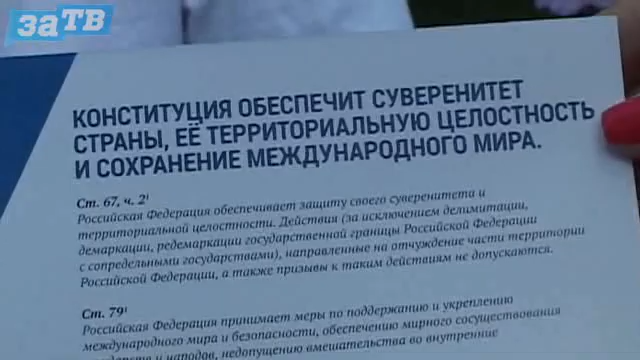 заТВ
КОНСТИТУЦИЯ ОБЕСПЕЧИТ СУВЕРЕНИТЕТ
СТРАНЫ, ЕЁ ТЕРРИТОРИАЛЬНУЮ ЦЕЛОСТНОСТЬ
И СОХРАНЕНИЕ МЕЖДУНАРОДНОГО МИРА.
Ст. 67, ч. 2¹
Российская Федерация обеспечивает защиту своего суверенитета и
территориальной целостности. Действия (за исключением делимитации,
демаркации, редемаркации государственной границы Российской Федерации
с сопредельными государствами), направленные на отчуждение части территории
Российской Федерации, а также призывы к таким действиям не допускаются.
Ст. 79¹
Российская Федерация принимает меры по поддержанию и укреплению
международного мира и безопасности, обеспечению мирного сосуществования
и народов, недопущению вмешательства во внутренние